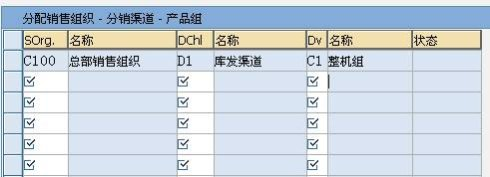 分配销售组织 - 分销渠道 - 产品组
SOrg. 名称 DChl 名称 Dv 名称 状态
C100 总部销售组织 D1 库发渠道 C1 整机组